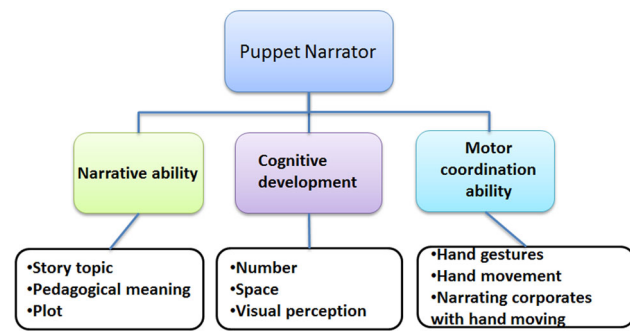 Puppet Narrator
Narrative ability
Cognitive
development
Motor
coordination
ability
•Story topic
•Pedagogical meaning
•Plot
•Number
•Space
•Visual perception
•Hand gestures
•Hand movement
•Narrating corporates
with hand moving